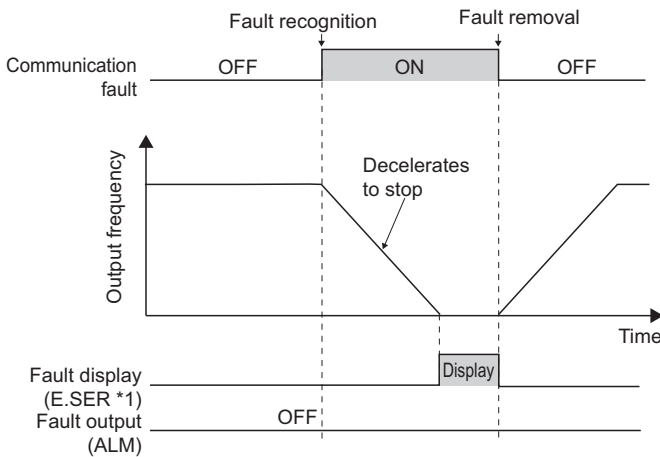 Fault recognition
Fault removal
Communication
fault
OFF
ON
OFF
Output frequency
Decelerates
to stop
Time
Fault display
(E.SER *1)
Display
Fault output
(ALM)
OFF